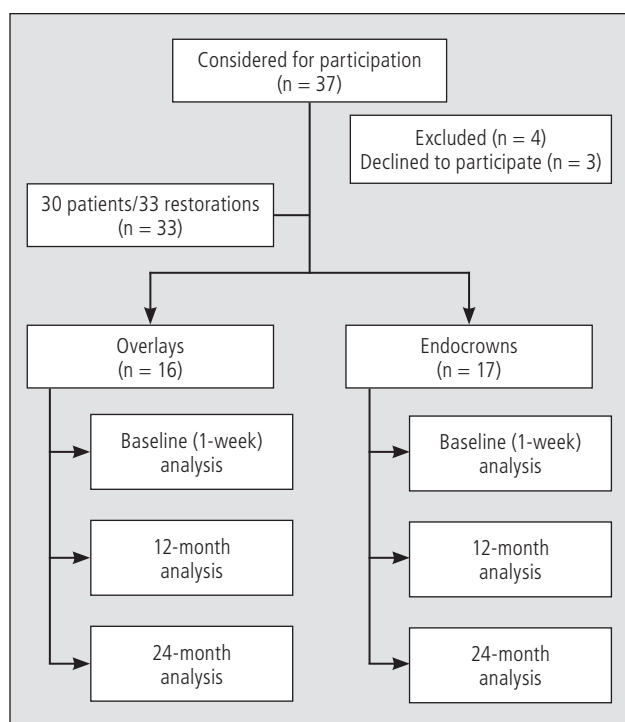 Considered for participation
(n = 37)
Excluded (n = 4)
Declined to participate (n = 3)
30 patients/33 restorations
(n = 33)
Overlays
(n = 16)
Endocrowns
(n = 17)
Baseline (1-week)
analysis
Baseline (1-week)
analysis
12-month
analysis
12-month
analysis
24-month
analysis
24-month
analysis